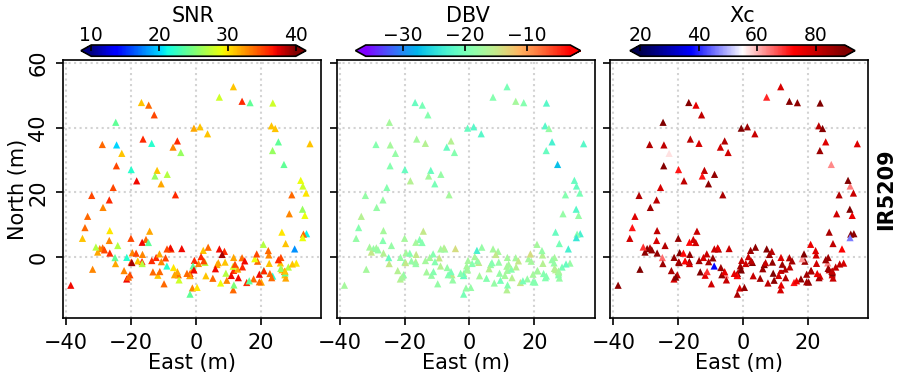 SNR DBV Xc
10 20 30 40 −30 −20 −10 20 40 60 80
60
40
20
0
North (m)
IR5209
−40 −20 0 20 −40 −20 0 20 −40 −20 0 20
East (m) East (m) East (m)